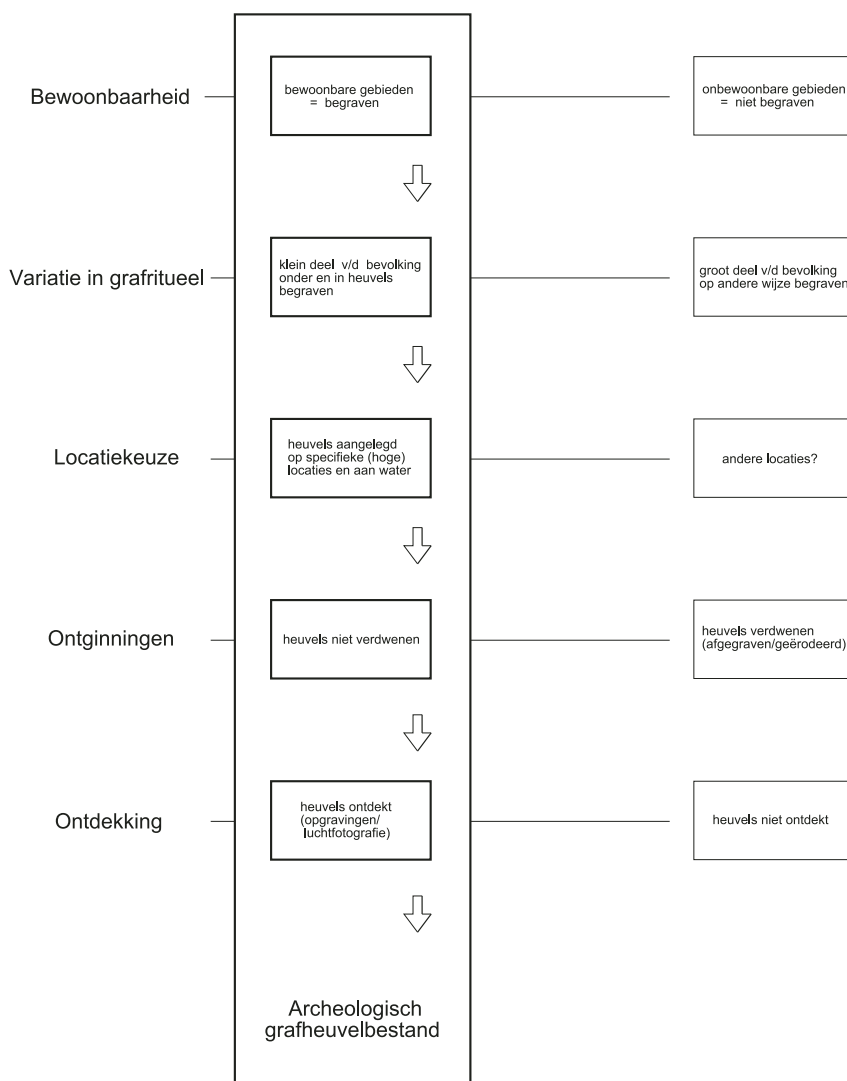 Bewoonbaarheid
bewoonbare gebieden
= begraven
onbewoonbare gebieden
= niet begraven
Variatie in grafritueel
klein deel v/d bevolking
onder en in heuvels
begraven
groot deel v/d bevolking
op andere wijze begraven
Locatiekeuze
heuvels aangelegd
op specifieke (hoge)
locaties en aan water
andere locaties?
Ontginningen
heuvels niet verdwenen
heuvels verdwenen
(afgegraven/geërodeerd)
Ontdekking
heuvels ontdekt
(opgravingen/
luchtfotografie)
heuvels niet ontdekt
Archeologisch
grafheuvelbestand